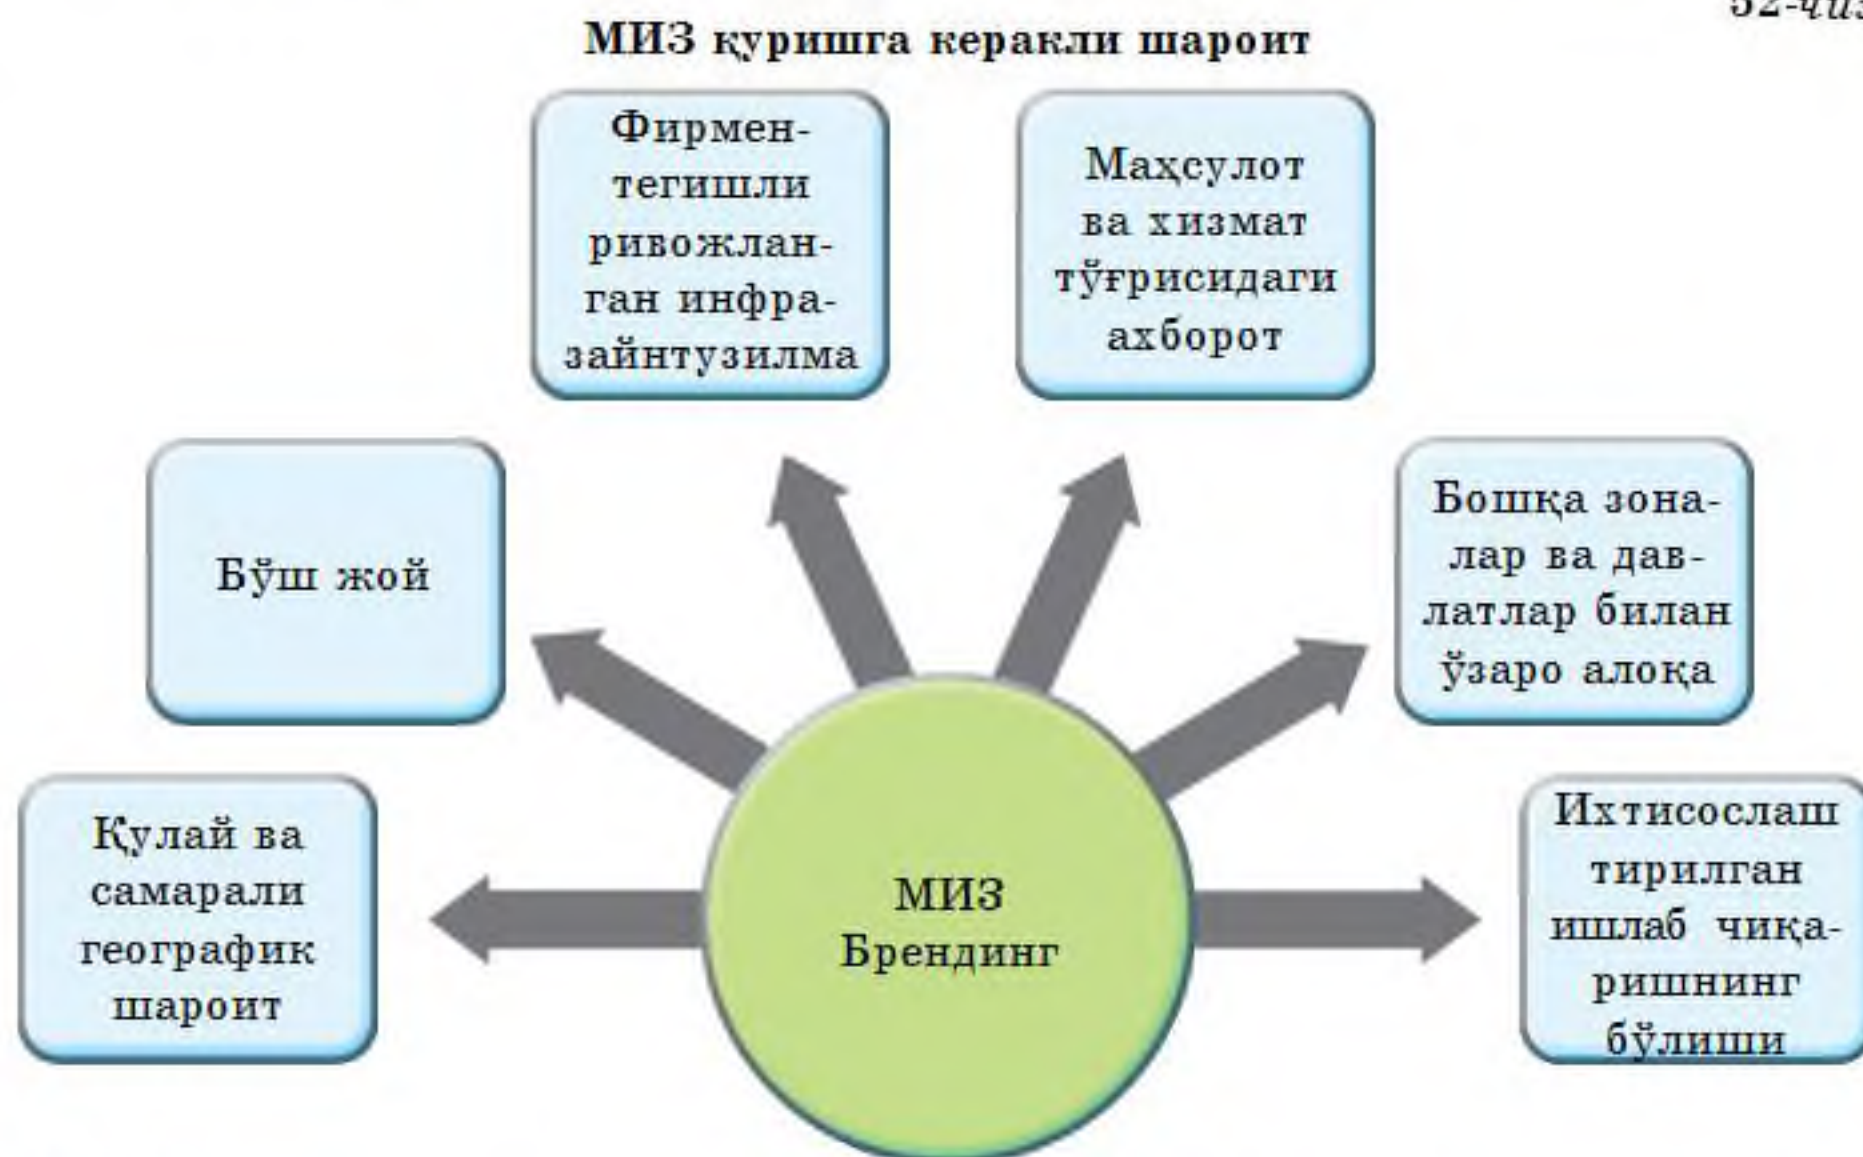 52-чиз
МИЗ қуришга керакли шароит
Фирмен-
тегишли
ривожлан-
ган инфра-
зайнтузилма
Маҳсулот
ва хизмат
тўғрисидаги
ахборот
Бўш жой
Бошқа зона-
лар ва дав-
латлар билан
ўзаро алоқа
Қулай ва
самарали
географик
шароит
МИЗ
Брендинг
Ихтисослаш
тирилган
ишлаб чиқа-
ришнинг
бўлиши